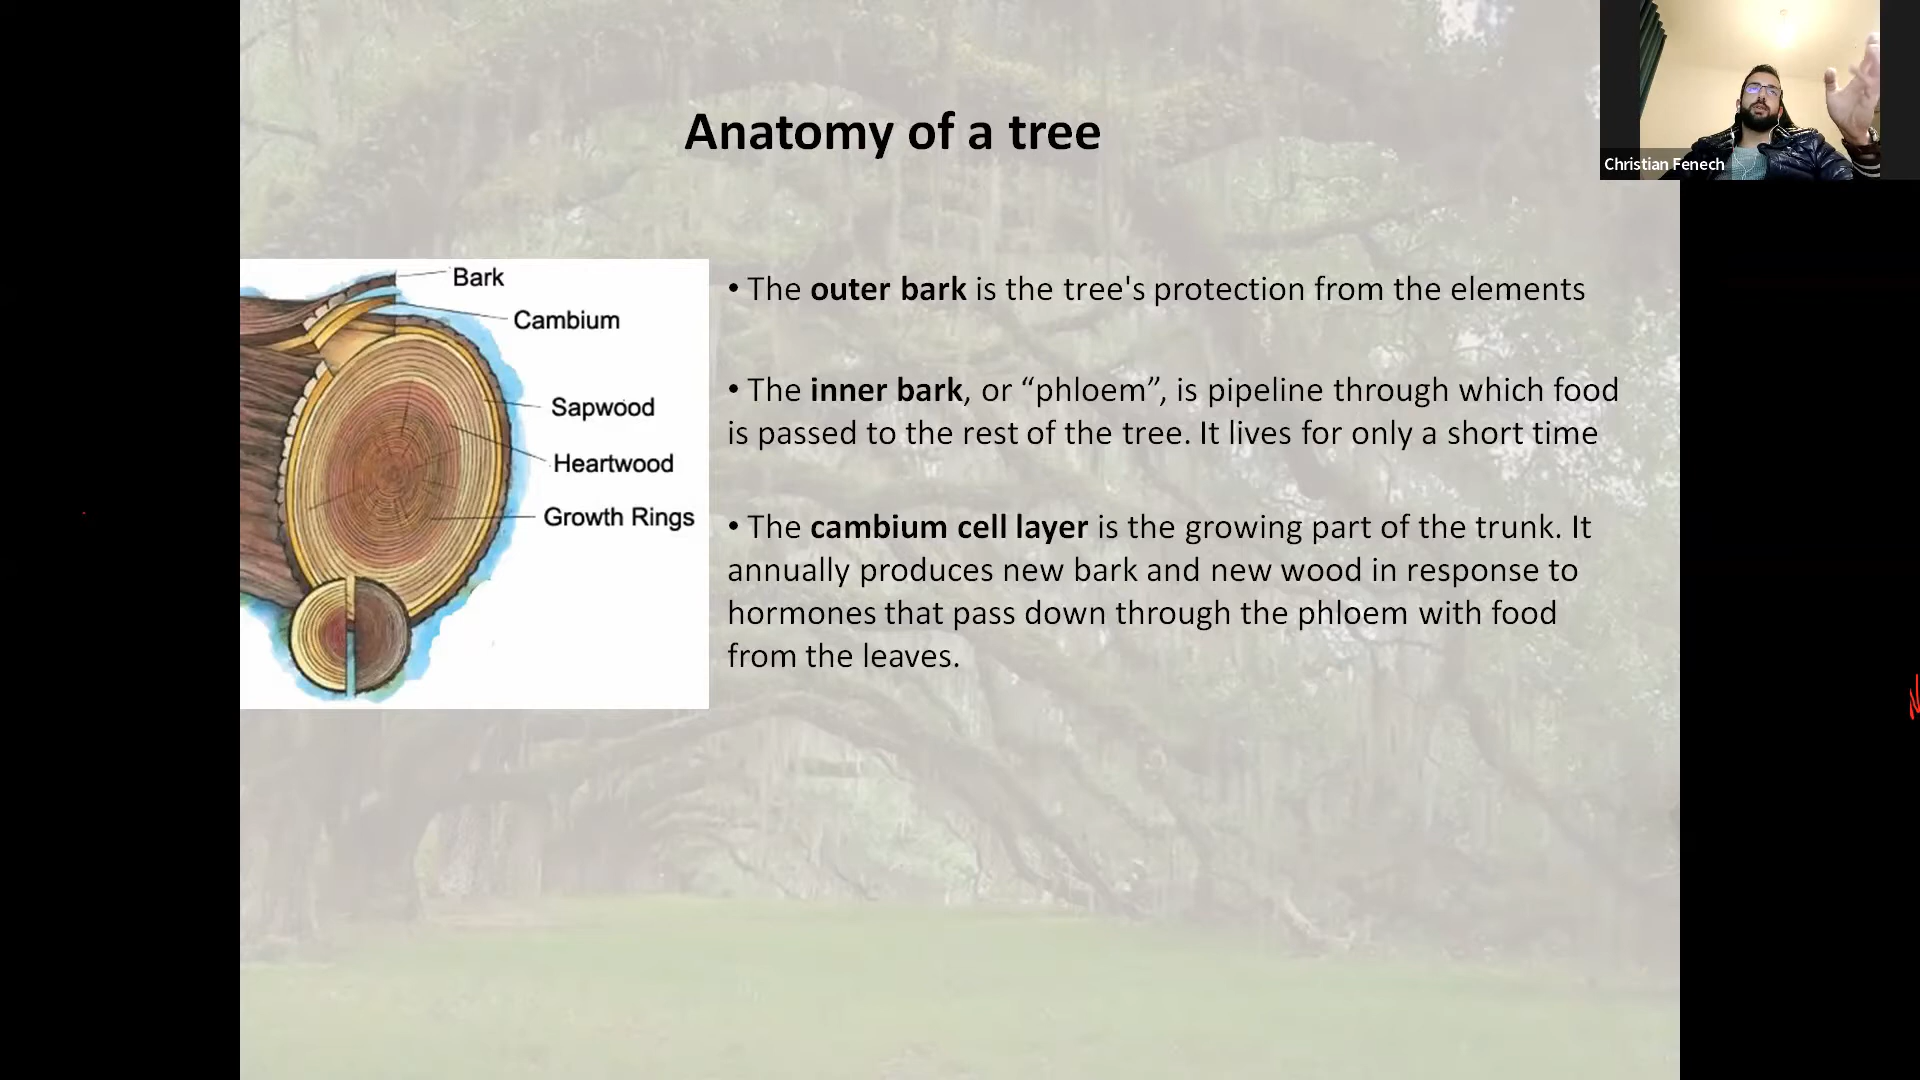 Anatomy of a tree
Christian Fenech
Bark
Cambium
Sapwood
Heartwood
Growth Rings
• The outer bark is the tree's protection from the elements
• The inner bark, or “phloem”, is pipeline through which food
is passed to the rest of the tree. It lives for only a short time
• The cambium cell layer is the growing part of the trunk. It
annually produces new bark and new wood in response to
hormones that pass down through the phloem with food
from the leaves.